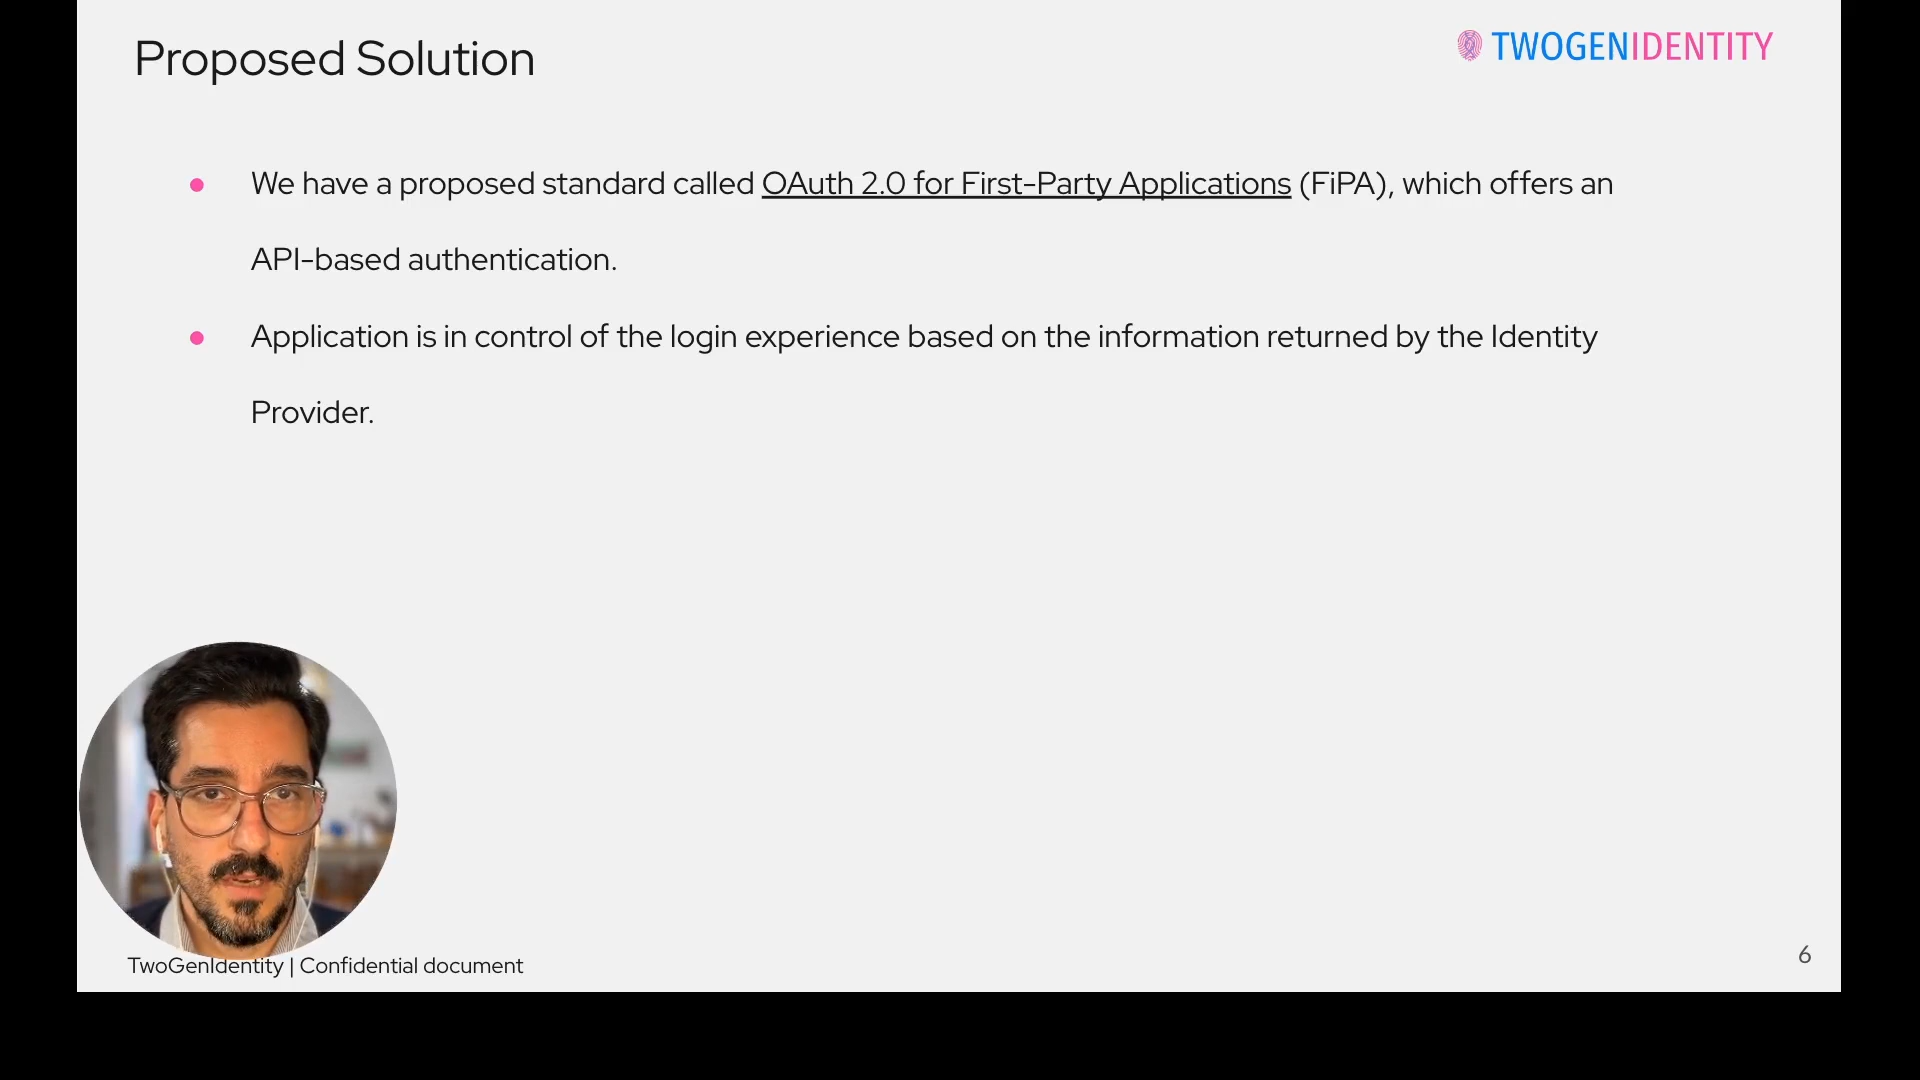 Proposed Solution
TWOGENIDENTITY
We have a proposed standard called OAuth 2.0 for First-Party Applications (FiPA), which offers an
API-based authentication.
Application is in control of the login experience based on the information returned by the Identity
Provider.
TwoGenIdentity | Confidential document
6